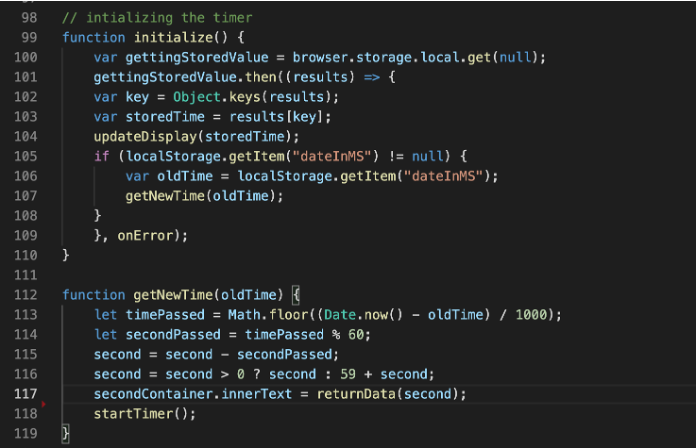 98 // intializing the timer
99 function initialize() {
100 var gettingStoredValue = browser.storage.local.get(null);
101 gettingStoredValue.then((results) => {
102 var key = Object.keys(results);
103 var storedTime = results[key];
104 updateDisplay(storedTime);
105 if (localStorage.getItem("dateInMS") != null) {
106 var oldTime = localStorage.getItem("dateInMS");
107 getNewTime(oldTime);
108 }
109 }, onError);
110 }
111
112 function getNewTime(oldTime) {
113 let timePassed = Math.floor((Date.now() - oldTime) / 1000);
114 let secondPassed = timePassed % 60;
115 second = second - secondPassed;
116 second = second > 0 ? second : 59 + second;
117 secondContainer.innerText = returnData(second);
118 startTimer();
119 }